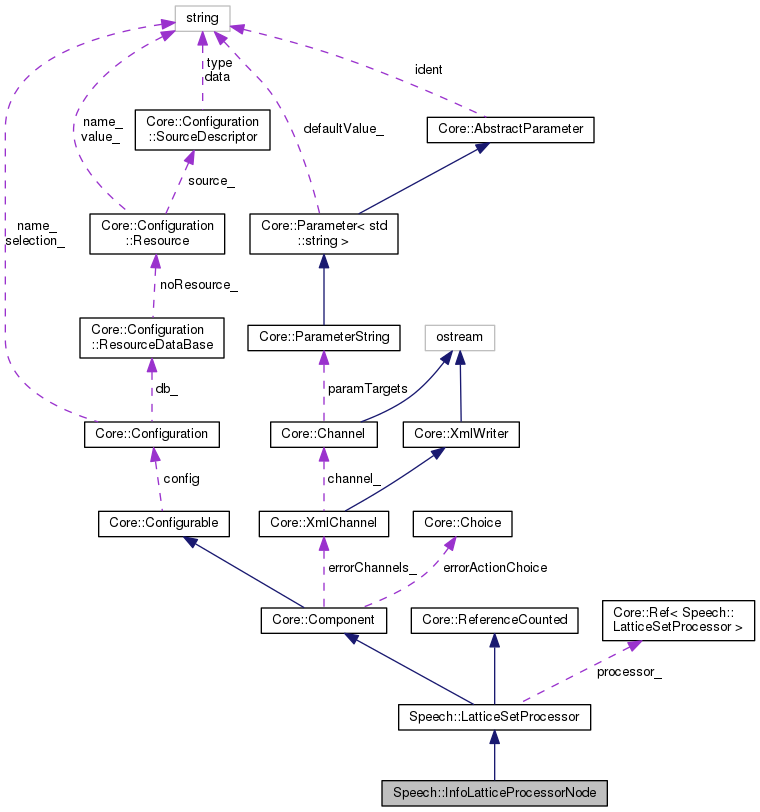 string
type
data
ident
name_
value_
Core::Configuration
::SourceDescriptor
defaultValue_
Core::AbstractParameter
source_
name_
selection_
Core::Configuration
::Resource
Core::Parameter< std
::string >
noResource_
Core::Configuration
::ResourceDataBase
Core::ParameterString
ostream
db_
paramTargets
Core::Configuration
Core::Channel
Core::XmlWriter
config
channel_
Core::Configurable
Core::XmlChannel
Core::Choice
errorChannels_
errorActionChoice
Core::Component
Core::ReferenceCounted
Core::Ref< Speech::
LatticeSetProcessor >
processor_
Speech::LatticeSetProcessor
Speech::InfoLatticeProcessorNode